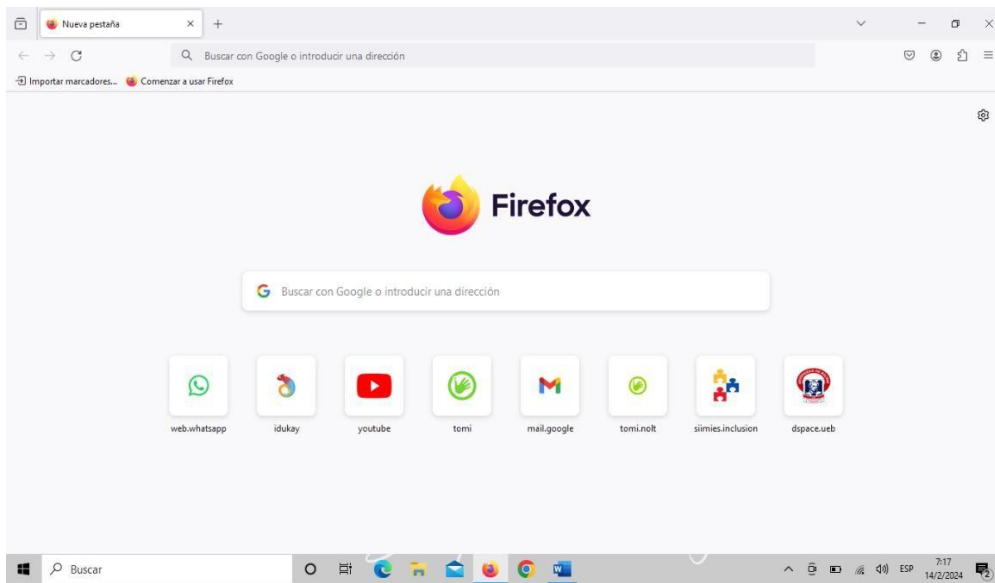 Nueva pestaña
Buscar con Google o introducir una dirección
Importar marcadores... Comenzar a usar Firefox
Firefox
Buscar con Google o introducir una dirección
web.whatsapp idukay youtube tomi mail.google tomi.nolt siimies.inclusion dspace.ueb
Buscar ESP 7:17
14/2/2024 2